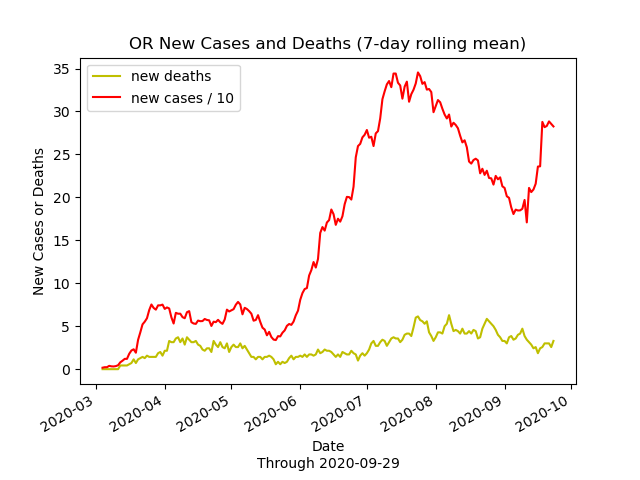 OR New Cases and Deaths (7-day rolling mean)
new deaths
new cases / 10
New Cases or Deaths
35
30
25
20
15
10
5
0
2020-03
2020-04
2020-05
2020-06
2020-07
2020-08
2020-09
2020-10
Date
Through 2020-09-29